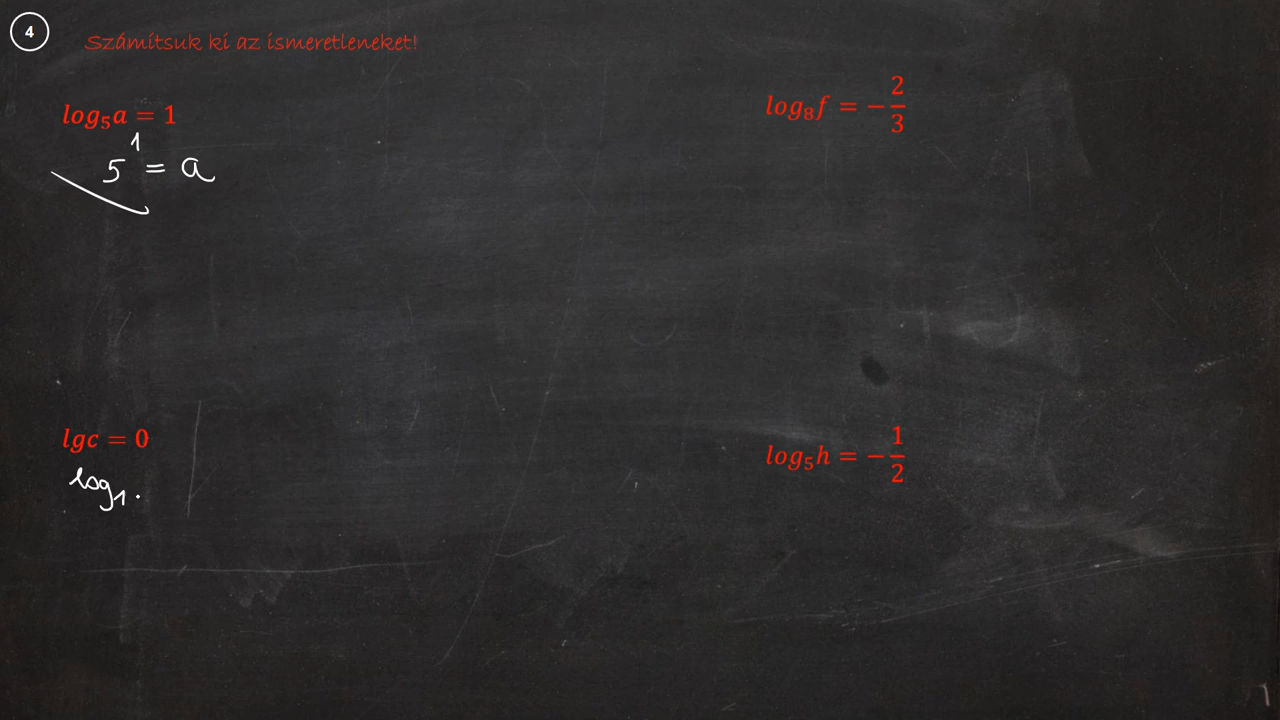 4
Számítsuk ki az ismeretleneket!
log₅a = 1
5¹ = a
log₈f = −2/3
lgc = 0
log₁.
log₅h = −1/2